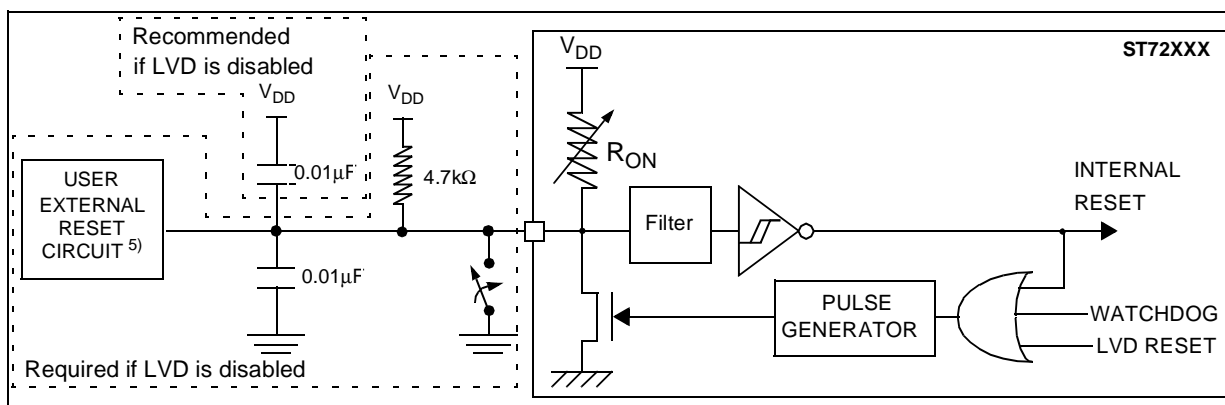 Recommended
if LVD is disabled
VDD
VDD
VDD
ST72XXX
0.01µF
4.7kΩ
RON
USER
EXTERNAL
RESET
CIRCUIT 5)
Filter
INTERNAL
RESET
0.01µF
PULSE
GENERATOR
WATCHDOG
LVD RESET
Required if LVD is disabled